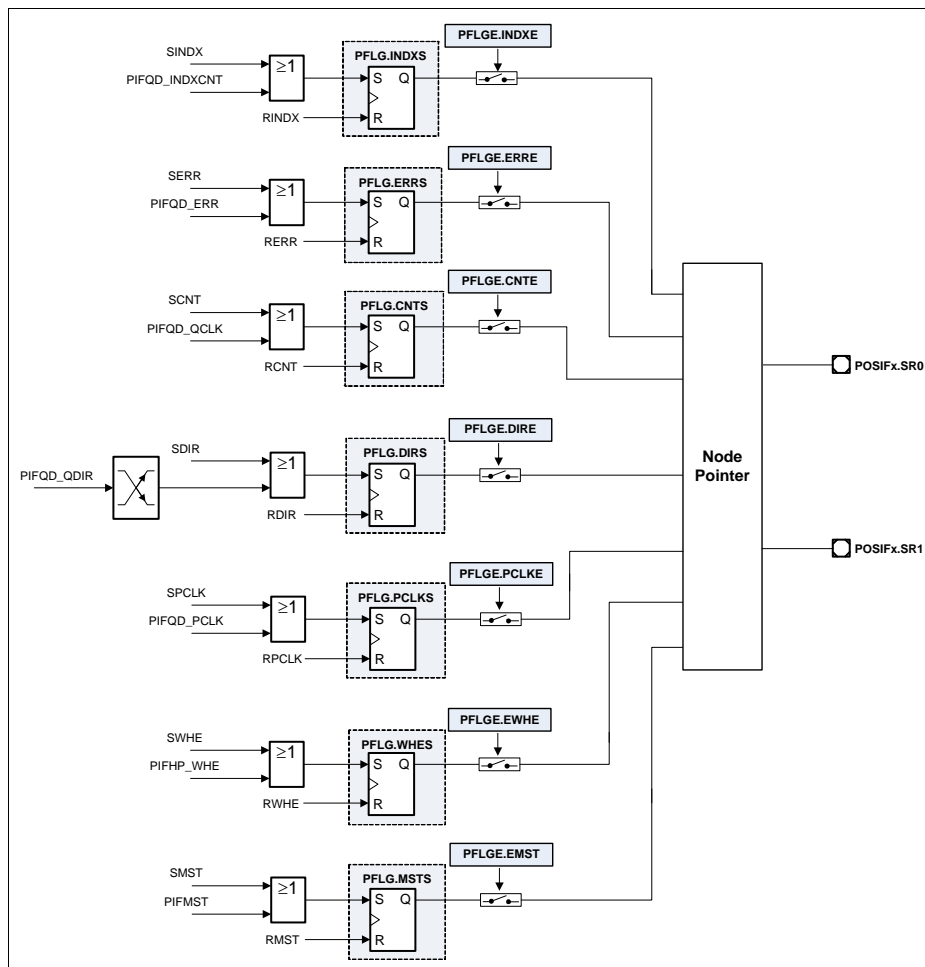 PFLGE.INDXE
SINDX
PFLG.INDXS
≥1
S Q
PIFQD_INDXCNT
RINDX
R
PFLGE.ERRE
SERR
PFLG.ERRS
≥1
S Q
PIFQD_ERR
RERR
R
PFLGE.CNTE
SCNT
PFLG.CNTS
≥1
S Q
PIFQD_QCLK
RCNT
R
POSIFx.SR0
PFLGE.DIRE
SDIR
PFLG.DIRS
≥1
S Q
PIFQD_QDIR
RDIR
R
Node
Pointer
POSIFx.SR1
PFLGE.PCLKE
SPCLK
PFLG.PCLKS
≥1
S Q
PIFQD_PCLK
RPCLK
R
PFLGE.EWHE
SWHE
PFLG.WHES
≥1
S Q
PIFHP_WHE
RWHE
R
PFLGE.EMST
SMST
PFLG.MSTS
≥1
S Q
PIFMST
RMST
R